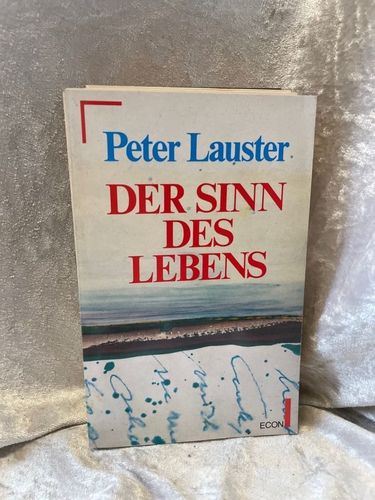 Peter Lauster
DER SINN
DES
LEBENS
ECON